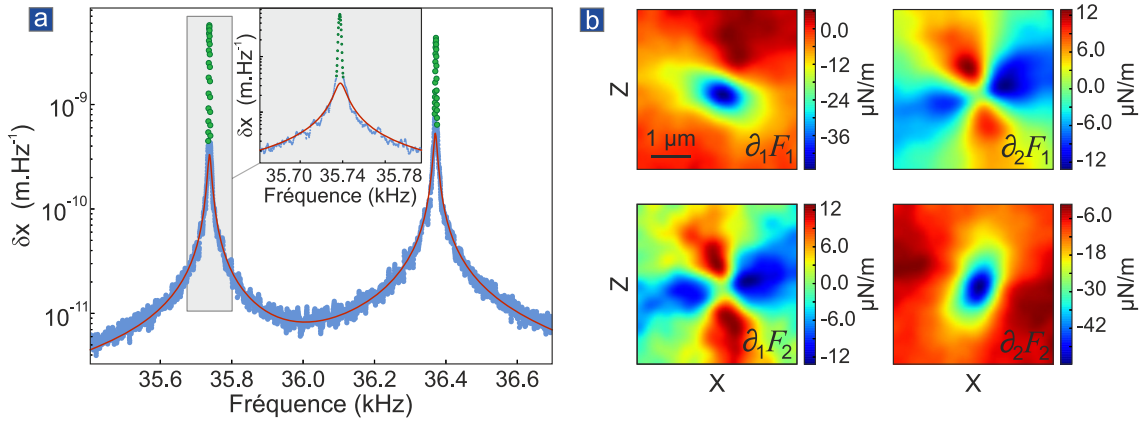 a
δx (m.Hz⁻¹)
10⁻⁹
10⁻¹⁰
10⁻¹¹
35.6 35.8 36.0 36.2 36.4 36.6
Fréquence (kHz)
δx (m.Hz⁻¹)
35.70 35.74 35.78
Fréquence (kHz)
b
Z
1 µm
∂₁F₁
0.0
-12
-24
-36
µN/m
∂₂F₁
12
6.0
0.0
-6.0
-12
µN/m
Z
∂₁F₂
X
12
6.0
0.0
-6.0
-12
µN/m
∂₂F₂
X
-6.0
-18
-30
-42
µN/m